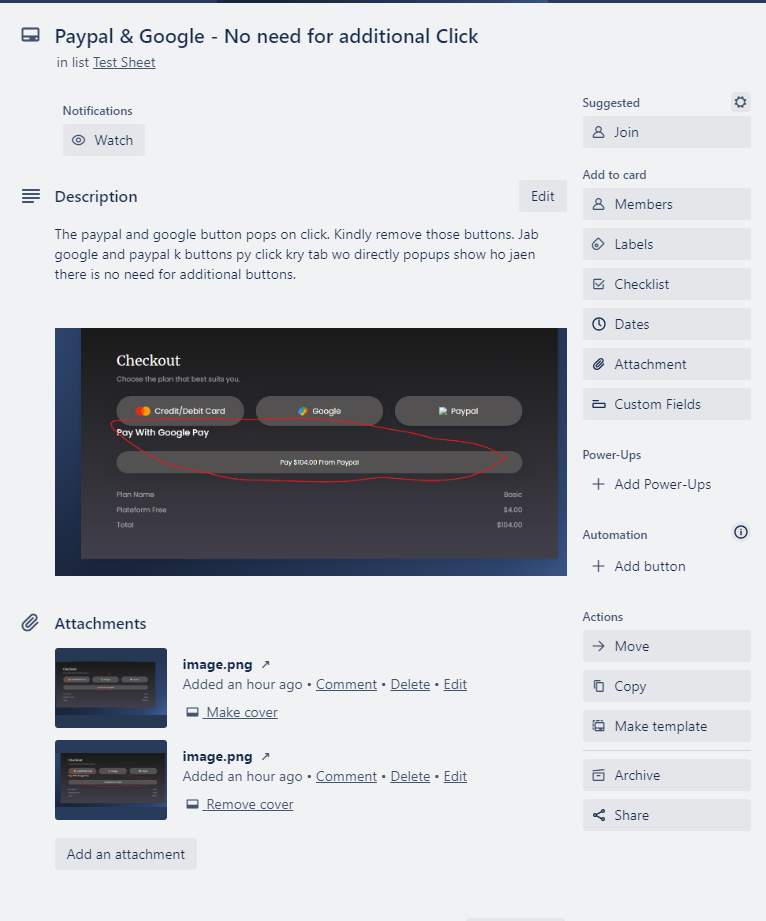 Paypal & Google - No need for additional Click
in list Test Sheet
Notifications
Watch
Description
Edit
The paypal and google button pops on click. Kindly remove those buttons. Jab
google and paypal k buttons py click kry tab wo directly popups show ho jaen
there is no need for additional buttons.
Checkout
Choose the plan that best suits you.
Credit/Debit Card
Google
Paypal
Pay With Google Pay
Pay $104.00 From Paypal
Plan Name Basic
Plateform Free $4.00
Total $104.00
Attachments
image.png ↗
Added an hour ago • Comment • Delete • Edit
Make cover
image.png ↗
Added an hour ago • Comment • Delete • Edit
Remove cover
Add an attachment
Suggested
Join
Add to card
Members
Labels
Checklist
Dates
Attachment
Custom Fields
Power-Ups
+ Add Power-Ups
Automation
+ Add button
Actions
Move
Copy
Make template
Archive
Share